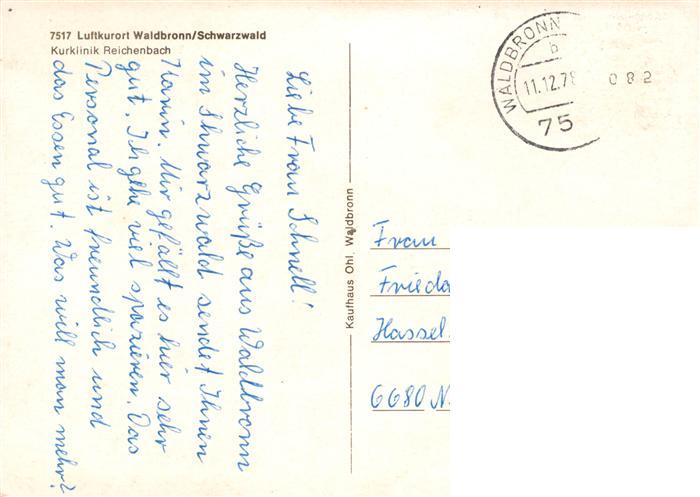 7517 Luftkurort Waldbronn/Schwarzwald
Kurklinik Reichenbach
Liebe Frau Schnell!
Herzliche Grüße aus Waldbronn
im Schwarzwald sendet Ihnen
Karin. Mir gefällt es hier sehr
gut. Ich gehe viel spazieren. Das
Personal ist freundlich und
das Essen gut. Was will man mehr?
Kaufhaus Ohl, Waldbronn
WALDBRONN
b
11.12.78
082
75
Frau
Frieda
Hassel
6680 N